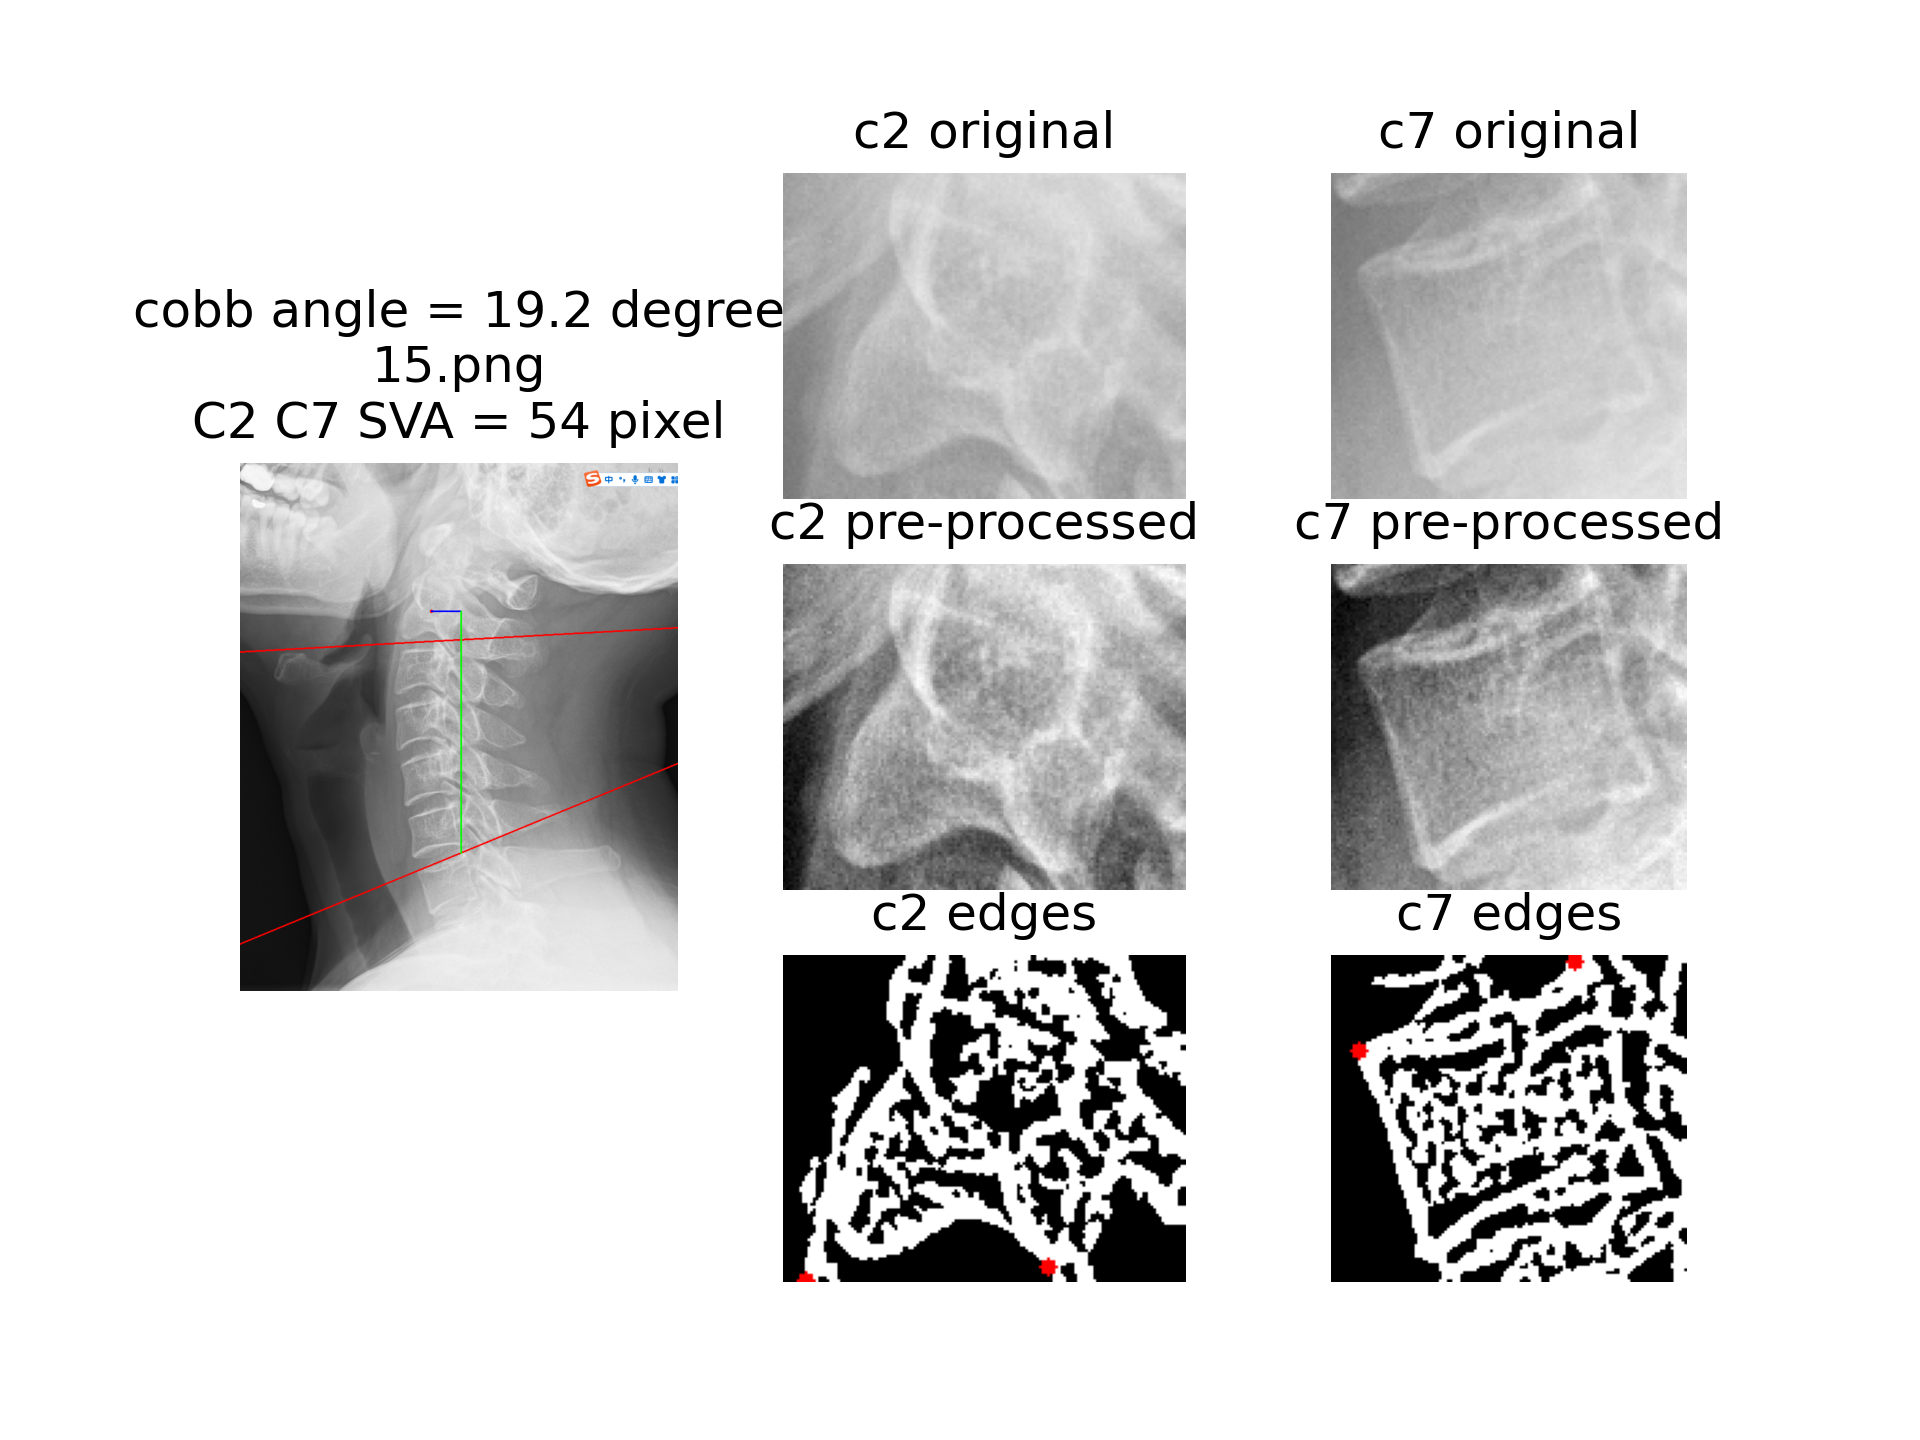 cobb angle = 19.2 degree
15.png
C2 C7 SVA = 54 pixel
S 中
c2 original
c7 original
c2 pre-processed
c7 pre-processed
c2 edges
c7 edges